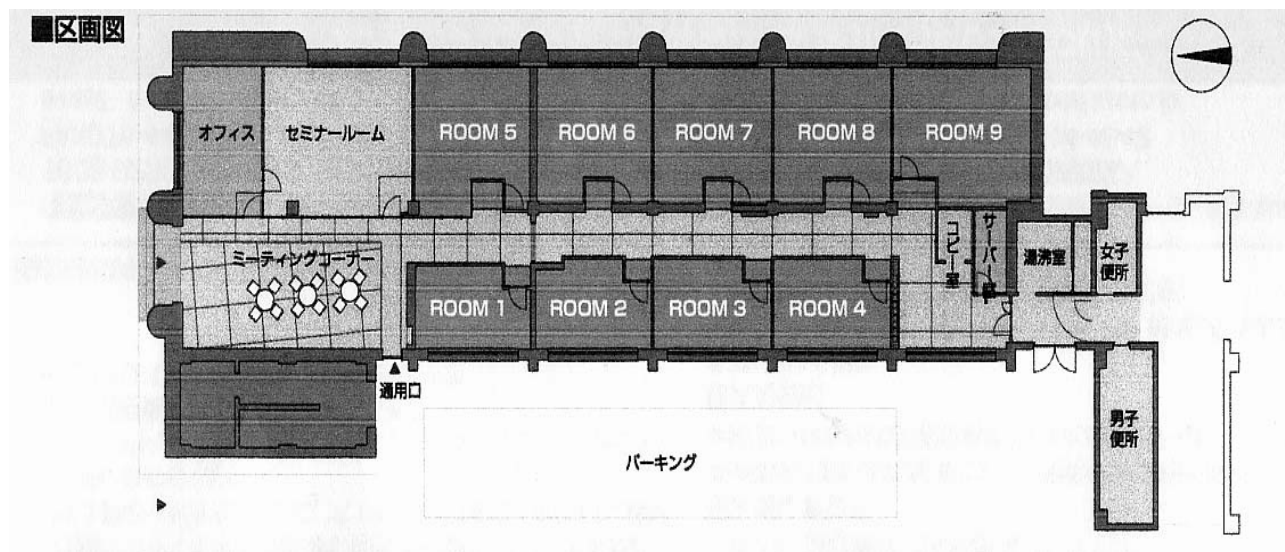 ■区画図
オフィス
セミナールーム
ROOM 5
ROOM 6
ROOM 7
ROOM 8
ROOM 9
ミーティングコーナー
コピー室
サーバー室
湯沸室
女子
便所
ROOM 1
ROOM 2
ROOM 3
ROOM 4
通用口
パーキング
男子
便所